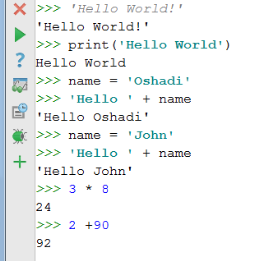 >>> 'Hello World!'
'Hello World!'
>>> print('Hello World')
Hello World
>>> name = 'Oshadi'
>>> 'Hello ' + name
'Hello Oshadi'
>>> name = 'John'
>>> 'Hello ' + name
'Hello John'
>>> 3 * 8
24
>>> 2 +90
92